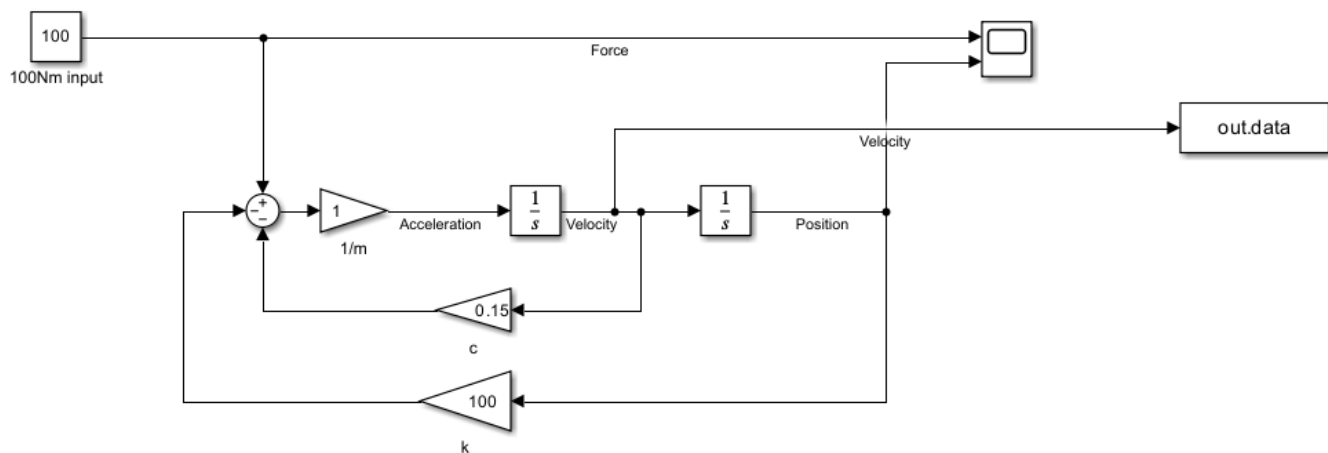 100
100Nm input
Force
out.data
Velocity
1
1/m
Acceleration
1
s
Velocity
1
s
Position
0.15
c
100
k